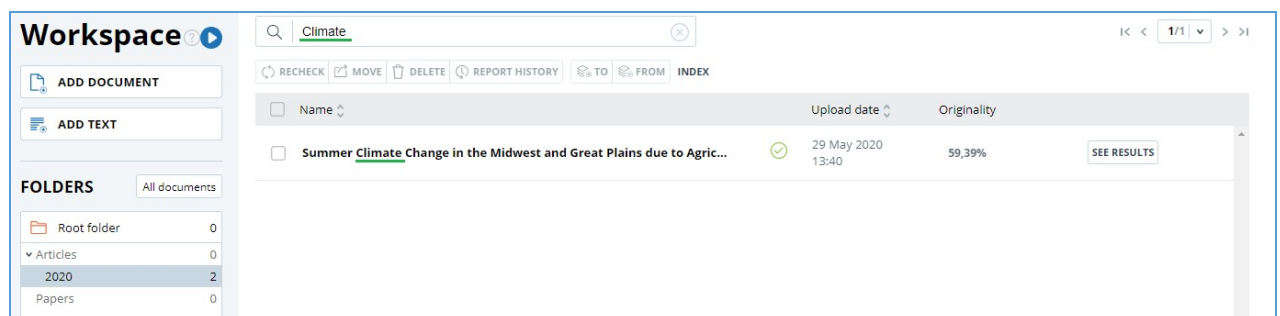 Workspace ?
ADD DOCUMENT
ADD TEXT
FOLDERS All documents
Root folder 0
Articles 0
2020 2
Papers 0
Climate
1/1
RECHECK MOVE DELETE REPORT HISTORY TO FROM INDEX
Name Upload date Originality
Summer Climate Change in the Midwest and Great Plains due to Agric... 29 May 2020 59,39% SEE RESULTS
13:40